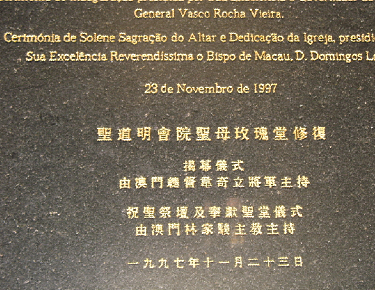 General Vasco Rocha Vieira.
Cerimónia de Solene Sagração do Altar e Dedicação da Igreja,
Sua Excelência Reverendíssima o Bispo de Macau, D. Domingos
23 de Novembro de 1997
聖道明會院聖母玫瑰堂修復
揭幕儀式
由澳門總督韋奇立將軍主持
祝聖祭壇及奉獻聖堂儀式
由澳門林家駿主教主持
一九九七年十一月二十三日